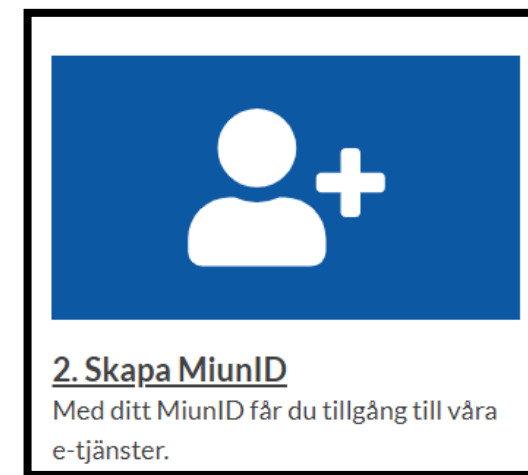 2. Skapa MiunID
Med ditt MiunID får du tillgång till våra
e-tjänster.